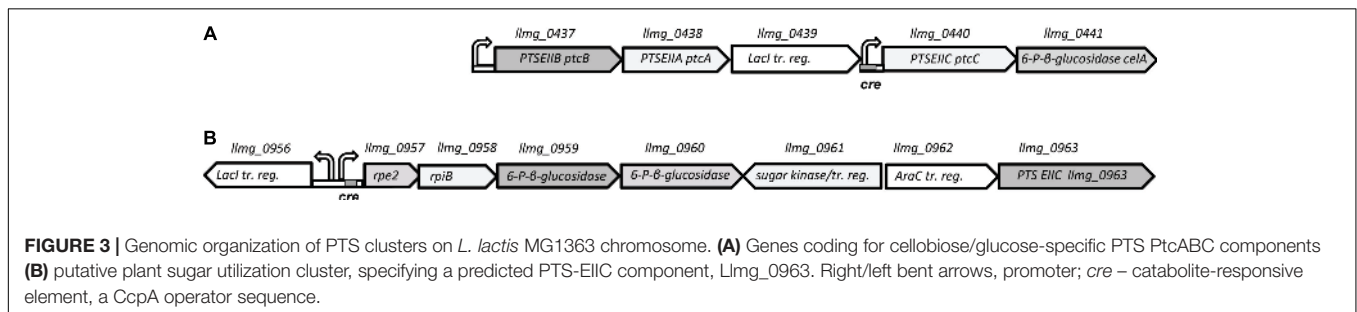 A
llmg_0437 llmg_0438 llmg_0439 llmg_0440 llmg_0441
PTSEIIB ptcB PTSEIIA ptcA LacI tr. reg. PTSEIIC ptcC 6-P-β-glucosidase celA
cre
B
llmg_0956 llmg_0957 llmg_0958 llmg_0959 llmg_0960 llmg_0961 llmg_0962 llmg_0963
LacI tr. reg. rpe2 rpiB 6-P-β-glucosidase 6-P-β-glucosidase sugar kinase/tr. reg. AraC tr. reg. PTS EIIC llmg_0963
cre
FIGURE 3 | Genomic organization of PTS clusters on L. lactis MG1363 chromosome. (A) Genes coding for cellobiose/glucose-specific PTS PtcABC components
(B) putative plant sugar utilization cluster, specifying a predicted PTS-EIIC component, Llmg_0963. Right/left bent arrows, promoter; cre – catabolite-responsive
element, a CcpA operator sequence.